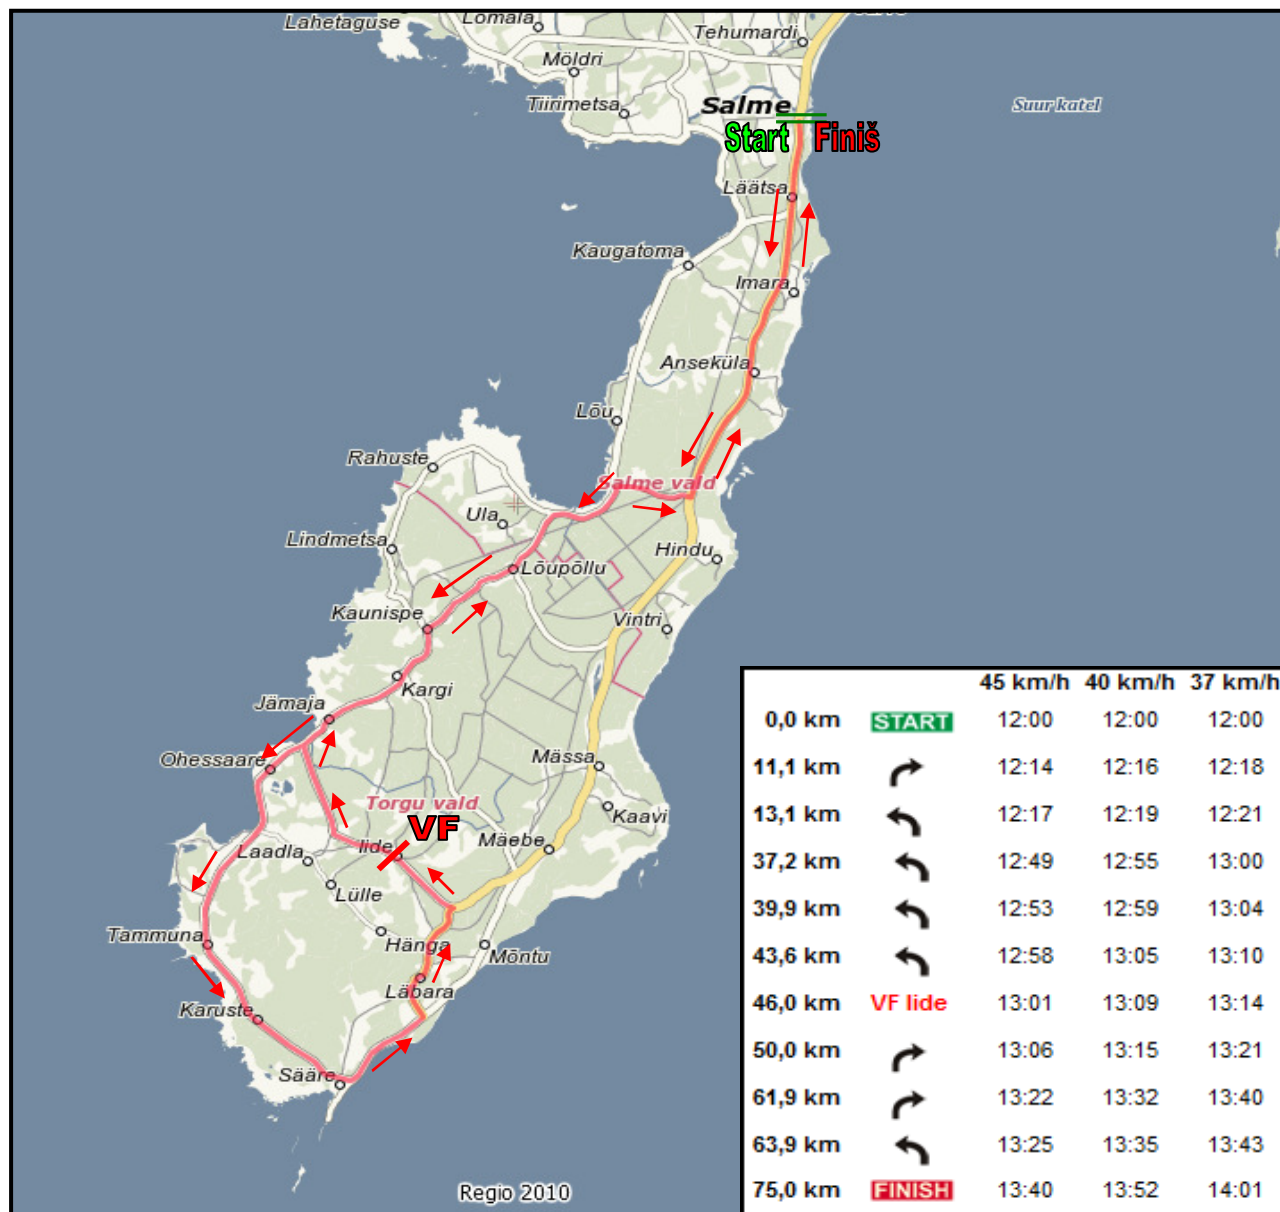 Lahetaguse
Lõmala
Tehumardi
Möldri
Tiirimetsa
Salme
Suur katel
Start Finiš
Läätsa
Kaugatoma
Imara
Anseküla
Lõu
Rahuste
Salme vald
Ula
Lindmetsa
Hindu
Lõupõllu
Kaunispe
Vintri
Kargi
Jämaja
Ohessaare
Mässa
Torgu vald
Kaavi
VF
Iide
Mäebe
Laadla
Lülle
Tammuna
Hänga
Mõntu
Läbara
Karuste
Sääre
Regio 2010
45 km/h 40 km/h 37 km/h
0,0 km START 12:00 12:00 12:00
11,1 km 12:14 12:16 12:18
13,1 km 12:17 12:19 12:21
37,2 km 12:49 12:55 13:00
39,9 km 12:53 12:59 13:04
43,6 km 12:58 13:05 13:10
46,0 km VF Iide 13:01 13:09 13:14
50,0 km 13:06 13:15 13:21
61,9 km 13:22 13:32 13:40
63,9 km 13:25 13:35 13:43
75,0 km FINISH 13:40 13:52 14:01